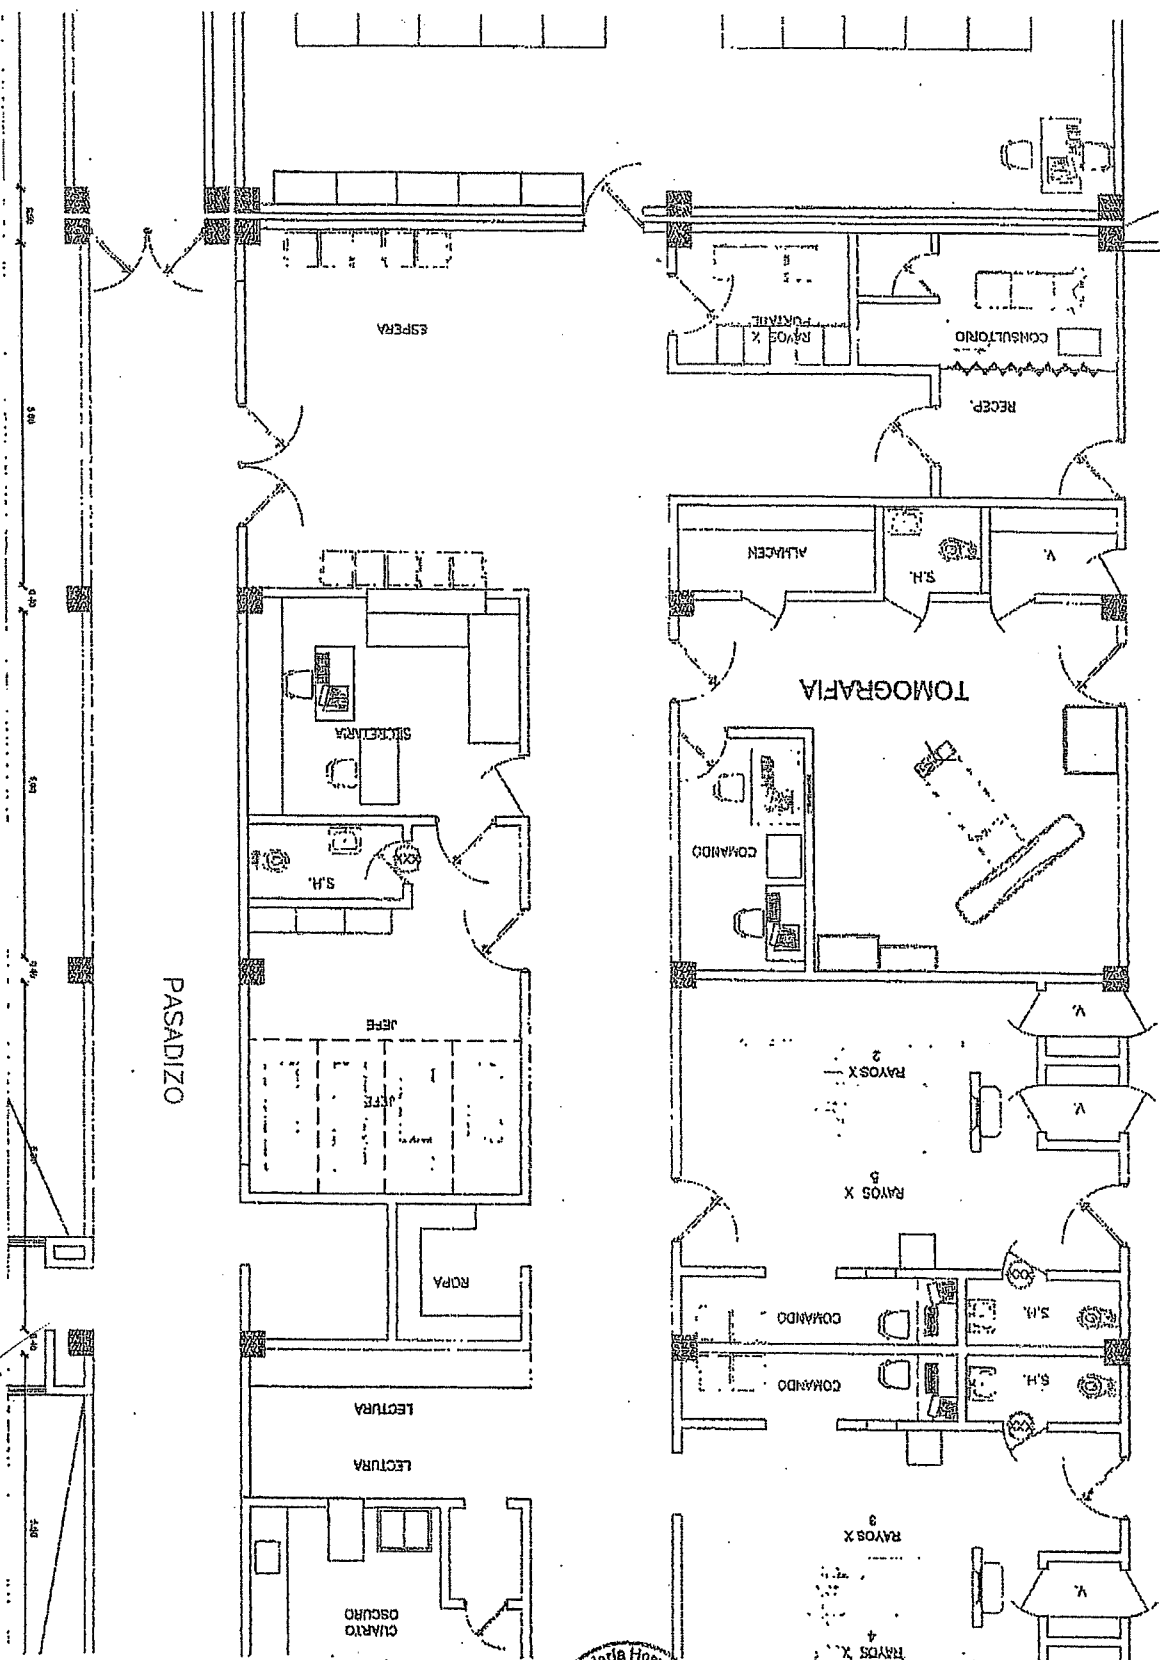 ESPERA
RAYOS X
PORTATIL
CONSULTORIO
RECEP.
ALMACEN
S.H.
V.
TOMOGRAFIA
SECRETARIA
COMANDO
S.H.
JEFE
JEFE
PASADIZO
V.
RAYOS X
2
V.
RAYOS X
5
ROPA
COMANDO
S.H.
COMANDO
S.H.
LECTURA
LECTURA
RAYOS X
3
V.
CUARTO
OSCURO
RAYOS X
4